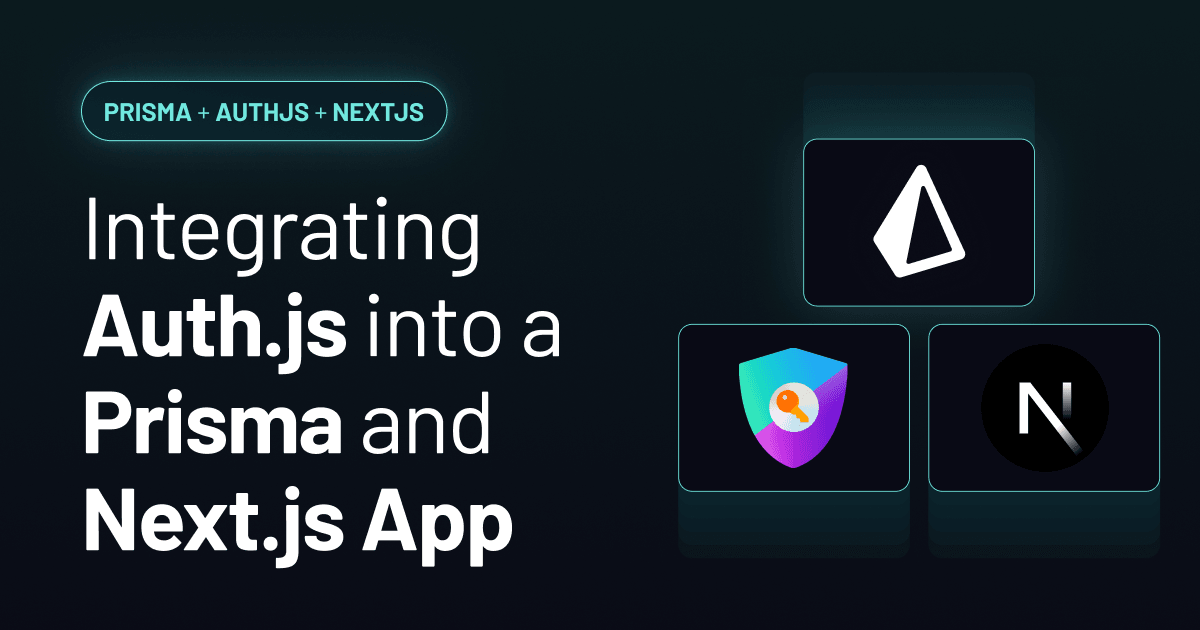 PRISMA + AUTHJS + NEXTJS
Integrating
Auth.js into a
Prisma and
Next.js App